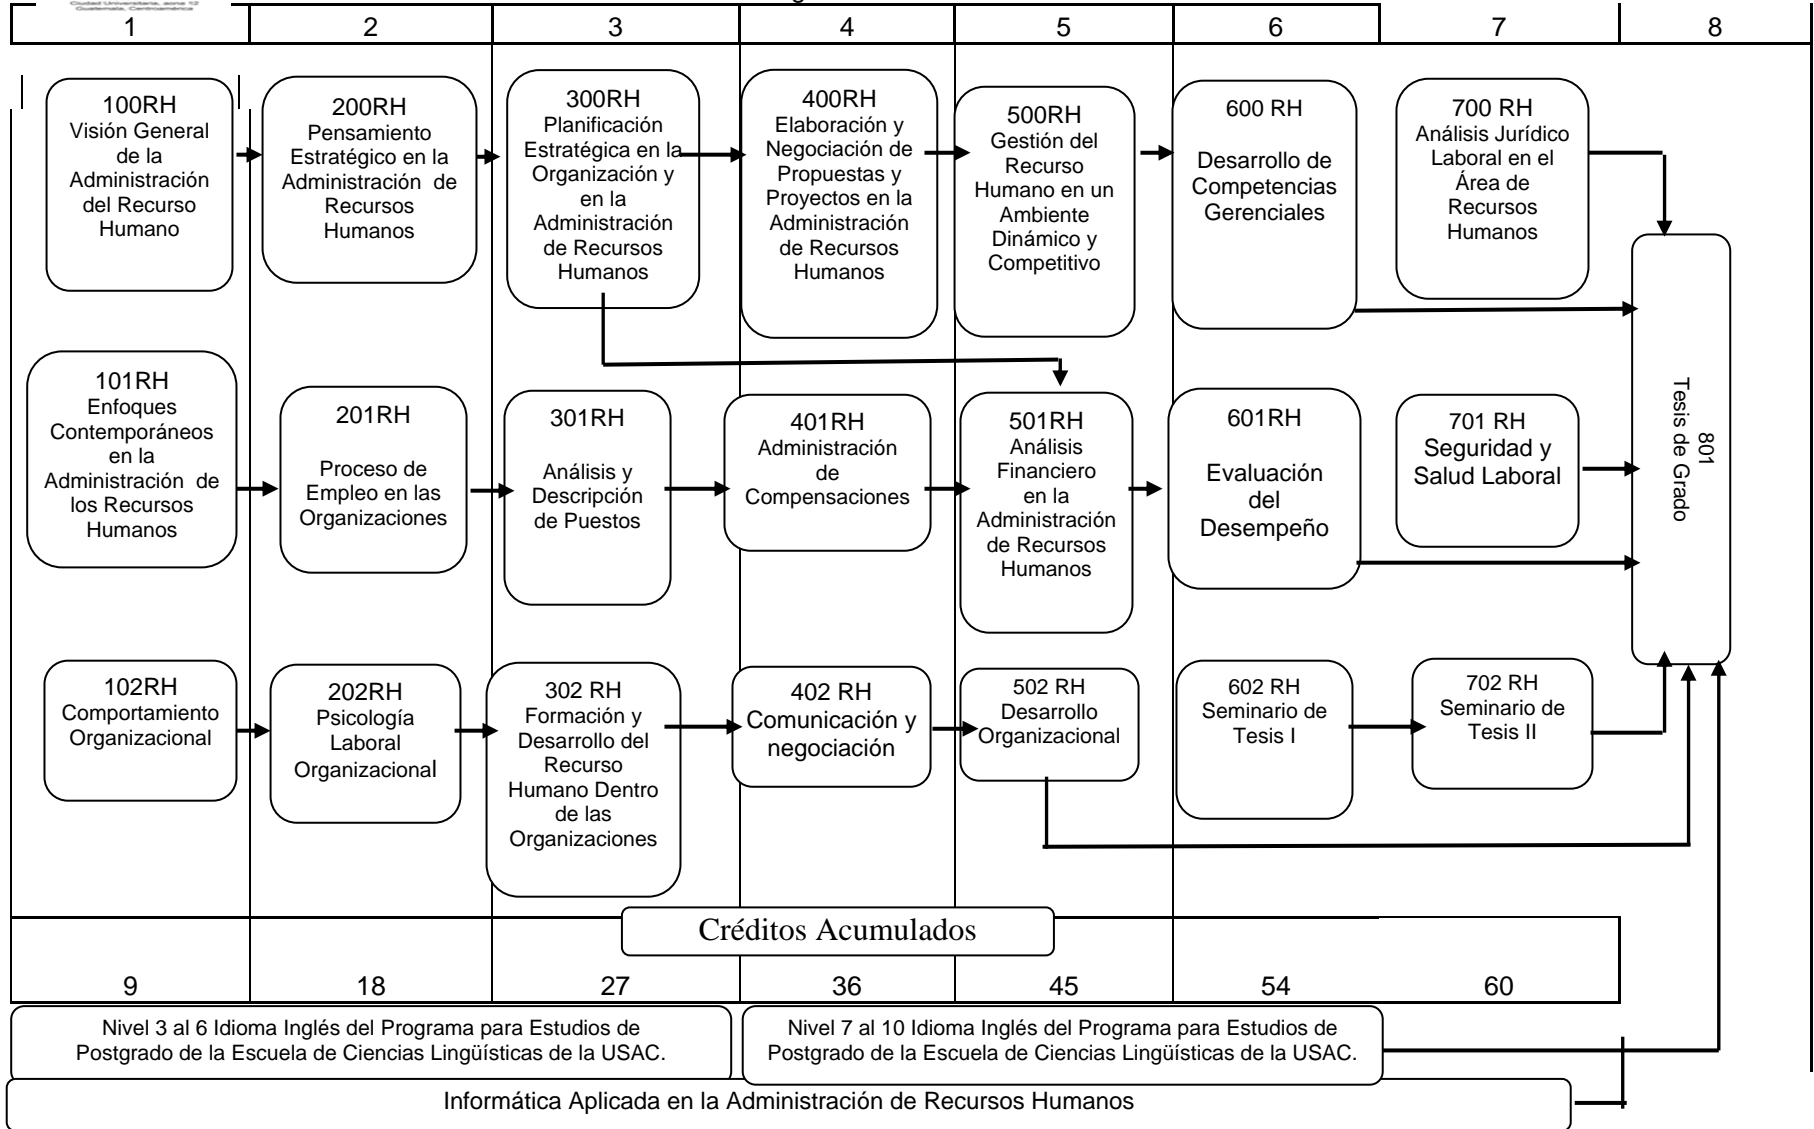 Ciudad Universitaria, zona 12
Guatemala, Centroamérica
1
2
3
4
5
6
7
8
100RH
Visión General
de la
Administración
del Recurso
Humano
200RH
Pensamiento
Estratégico en la
Administración de
Recursos
Humanos
300RH
Planificación
Estratégica en la
Organización y
en la
Administración
de Recursos
Humanos
400RH
Elaboración y
Negociación de
Propuestas y
Proyectos en la
Administración
de Recursos
Humanos
500RH
Gestión del
Recurso
Humano en un
Ambiente
Dinámico y
Competitivo
600 RH
Desarrollo de
Competencias
Gerenciales
700 RH
Análisis Jurídico
Laboral en el
Área de
Recursos
Humanos
101RH
Enfoques
Contemporáneos
en la
Administración de
los Recursos
Humanos
201RH
Proceso de
Empleo en las
Organizaciones
301RH
Análisis y
Descripción
de Puestos
401RH
Administración
de
Compensaciones
501RH
Análisis
Financiero
en la
Administración
de Recursos
Humanos
601RH
Evaluación
del
Desempeño
701 RH
Seguridad y
Salud Laboral
801
Tesis de Grado
102RH
Comportamiento
Organizacional
202RH
Psicología
Laboral
Organizacional
302 RH
Formación y
Desarrollo del
Recurso
Humano Dentro
de las
Organizaciones
402 RH
Comunicación y
negociación
502 RH
Desarrollo
Organizacional
602 RH
Seminario de
Tesis I
702 RH
Seminario de
Tesis II
Créditos Acumulados
9
18
27
36
45
54
60
Nivel 3 al 6 Idioma Inglés del Programa para Estudios de
Postgrado de la Escuela de Ciencias Lingüísticas de la USAC.
Nivel 7 al 10 Idioma Inglés del Programa para Estudios de
Postgrado de la Escuela de Ciencias Lingüísticas de la USAC.
Informática Aplicada en la Administración de Recursos Humanos